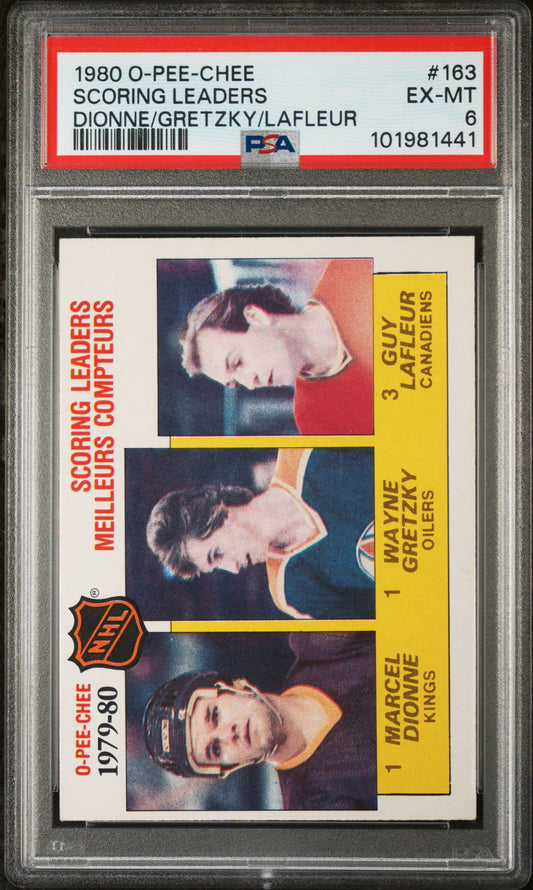 1980 O-PEE-CHEE #163
SCORING LEADERS EX-MT
DIONNE/GRETZKY/LAFLEUR 6
PSA 101981441
O-PEE-CHEE
1979-80
NHL ®
SCORING LEADERS
MEILLEURS COMPTEURS
1 MARCEL
DIONNE
KINGS
1 WAYNE
GRETZKY
OILERS
3 GUY
LAFLEUR
CANADIENS
PSA